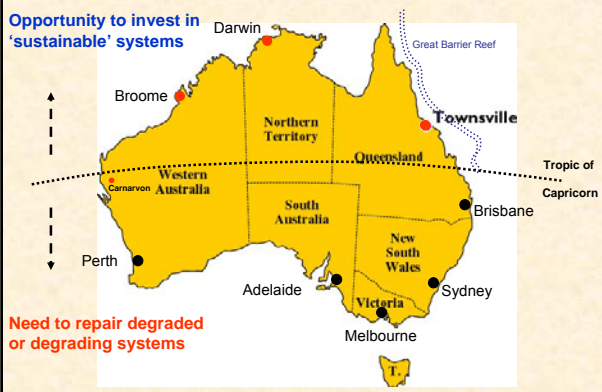 Opportunity to invest in
‘sustainable’ systems
Darwin
Great Barrier Reef
Broome
Townsville
Northern
Territory
Queensland
Tropic of
Capricorn
Western
Australia
Carnarvon
South
Australia
Brisbane
New
South
Wales
Perth
Adelaide
Sydney
Victoria
Need to repair degraded
or degrading systems
Melbourne
T.